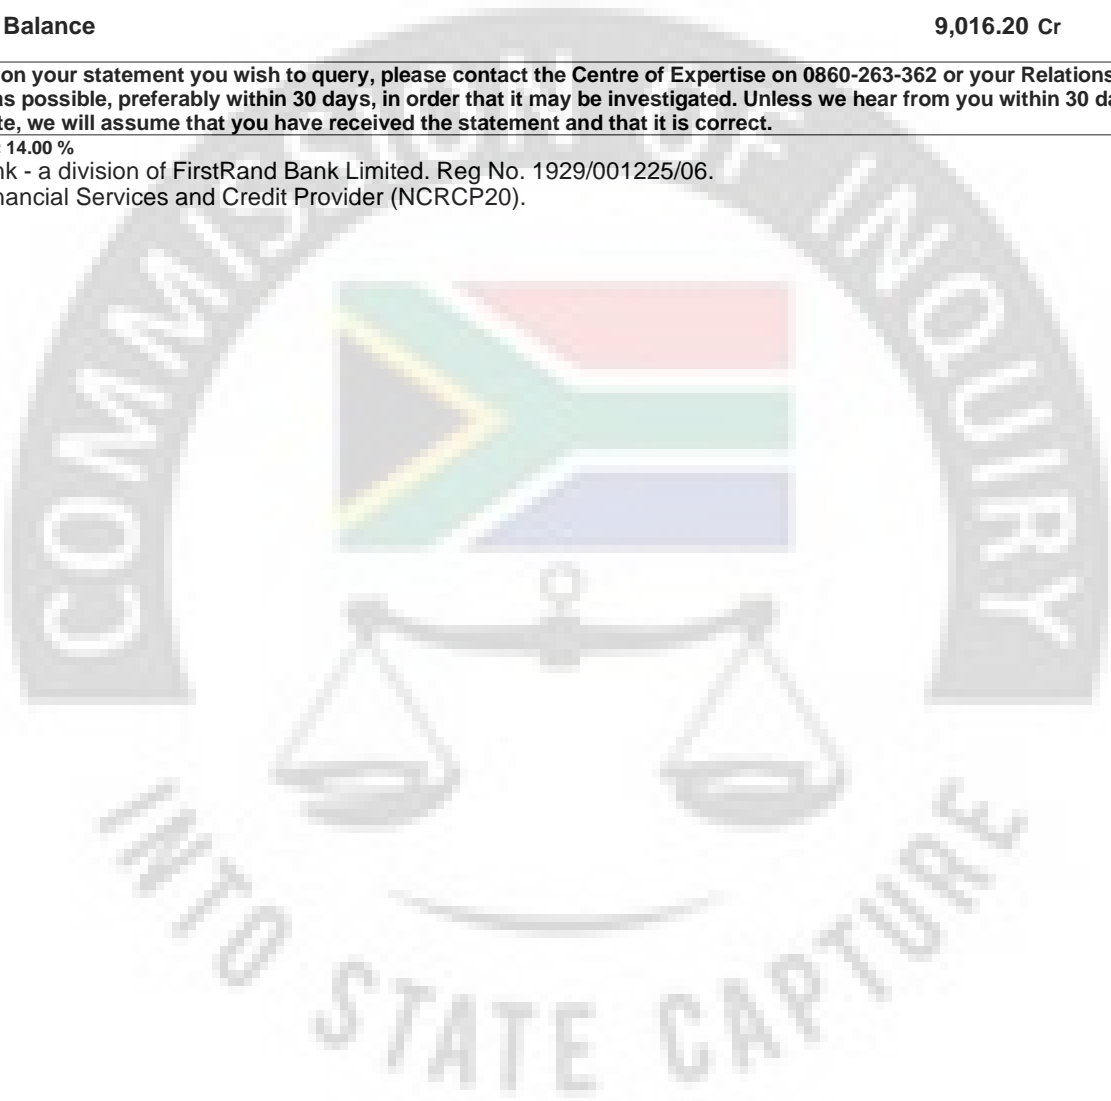 Balance 9,016.20 Cr
on your statement you wish to query, please contact the Centre of Expertise on 0860-263-362 or your Relations
as possible, preferably within 30 days, in order that it may be investigated. Unless we hear from you within 30 da
te, we will assume that you have received the statement and that it is correct.
14.00 %
nk - a division of FirstRand Bank Limited. Reg No. 1929/001225/06.
nancial Services and Credit Provider (NCRCP20).
COMMISSION OF INQUIRY
INTO STATE CAPTURE